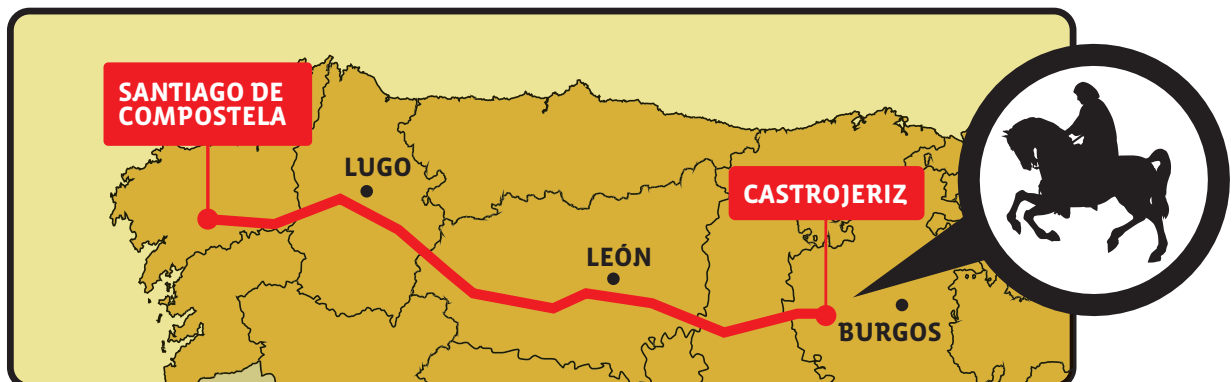 SANTIAGO DE
COMPOSTELA
LUGO
CASTROJERIZ
LEÓN
BURGOS